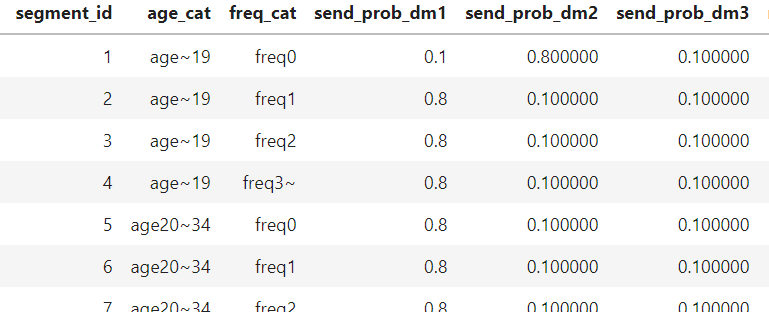 segment_id age_cat freq_cat send_prob_dm1 send_prob_dm2 send_prob_dm3
1 age~19 freq0 0.1 0.800000 0.100000
2 age~19 freq1 0.8 0.100000 0.100000
3 age~19 freq2 0.8 0.100000 0.100000
4 age~19 freq3~ 0.8 0.100000 0.100000
5 age20~34 freq0 0.8 0.100000 0.100000
6 age20~34 freq1 0.8 0.100000 0.100000
7 age20~34 freq2 0.8 0.100000 0.100000